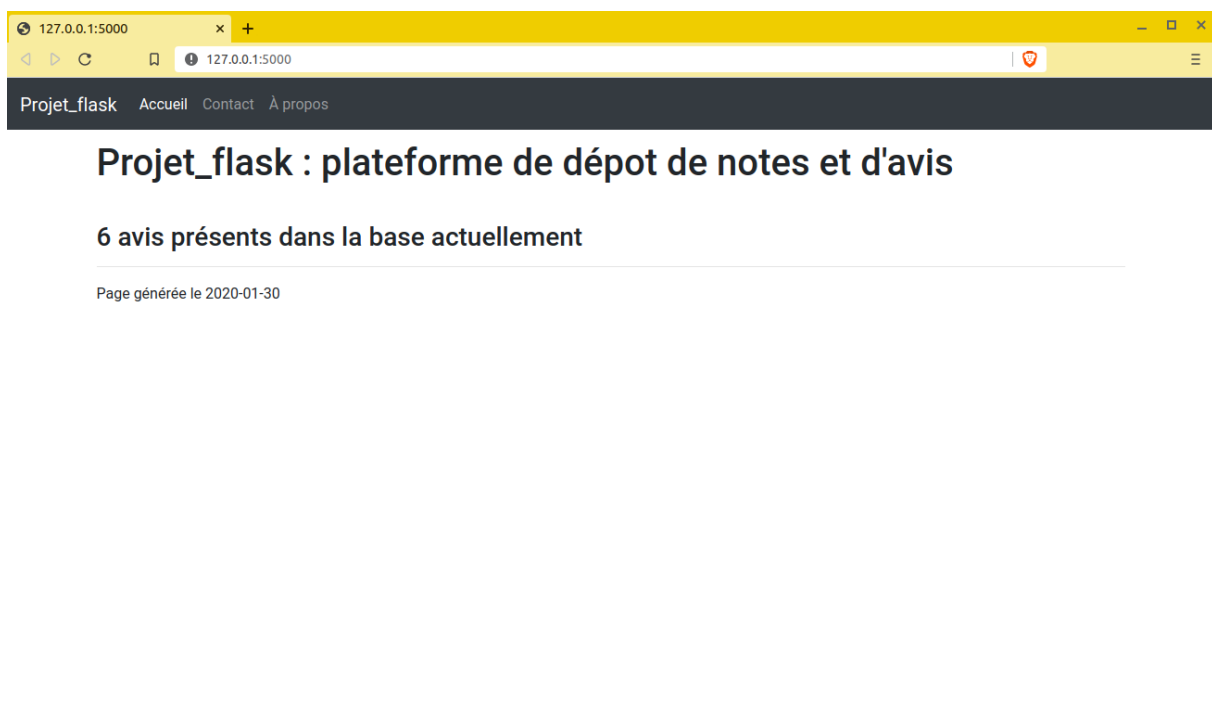 127.0.0.1:5000
127.0.0.1:5000
Projet_flask Accueil Contact À propos
Projet_flask : plateforme de dépot de notes et d'avis
6 avis présents dans la base actuellement
Page générée le 2020-01-30